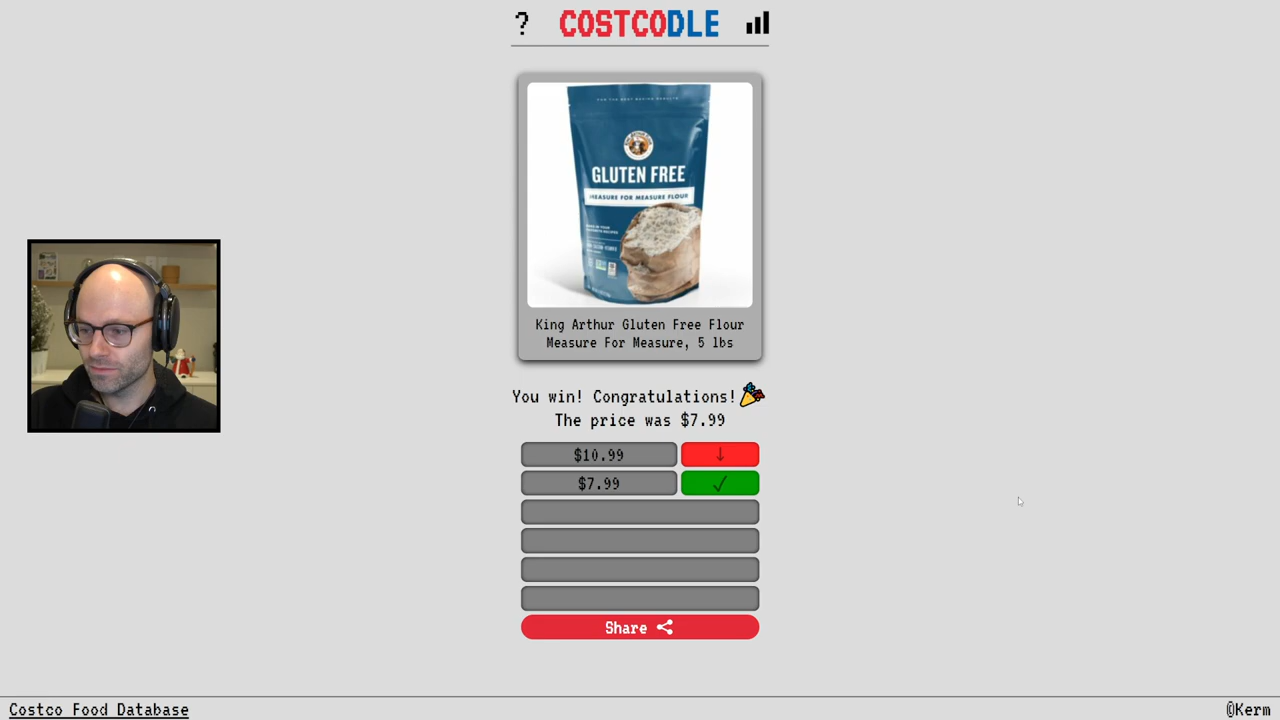 ?
COSTCODLE
GLUTEN FREE
MEASURE FOR MEASURE FLOUR
King Arthur Gluten Free Flour
Measure For Measure, 5 lbs
You win! Congratulations!
The price was $7.99
$10.99 ↓
$7.99 ✓
Share
Costco Food Database
@Kerm